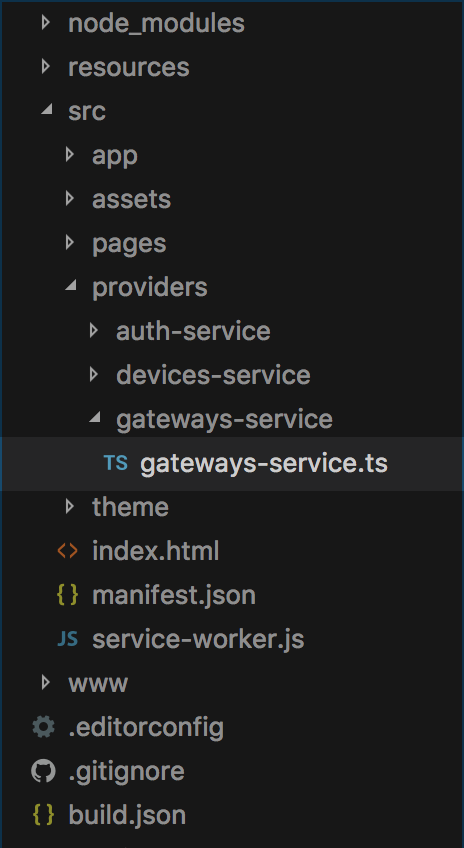 node_modules
resources
src
app
assets
pages
providers
auth-service
devices-service
gateways-service
TS gateways-service.ts
theme
<> index.html
{} manifest.json
JS service-worker.js
www
.editorconfig
.gitignore
{} build.json